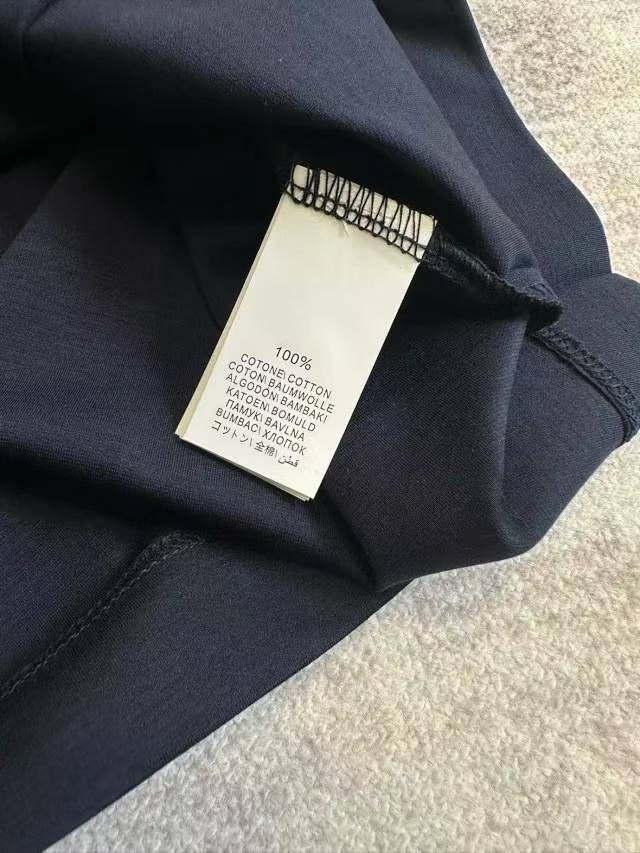 100%
COTONE\ COTTON
COTON\ BAUMWOLLE
ALGODÓN\ BAMBAKI
KATOEN\ BOMULD
ПАМУК\ BAVLNA
BUMBAC\ ХЛОПОК
コットン\ 全棉\ قطن